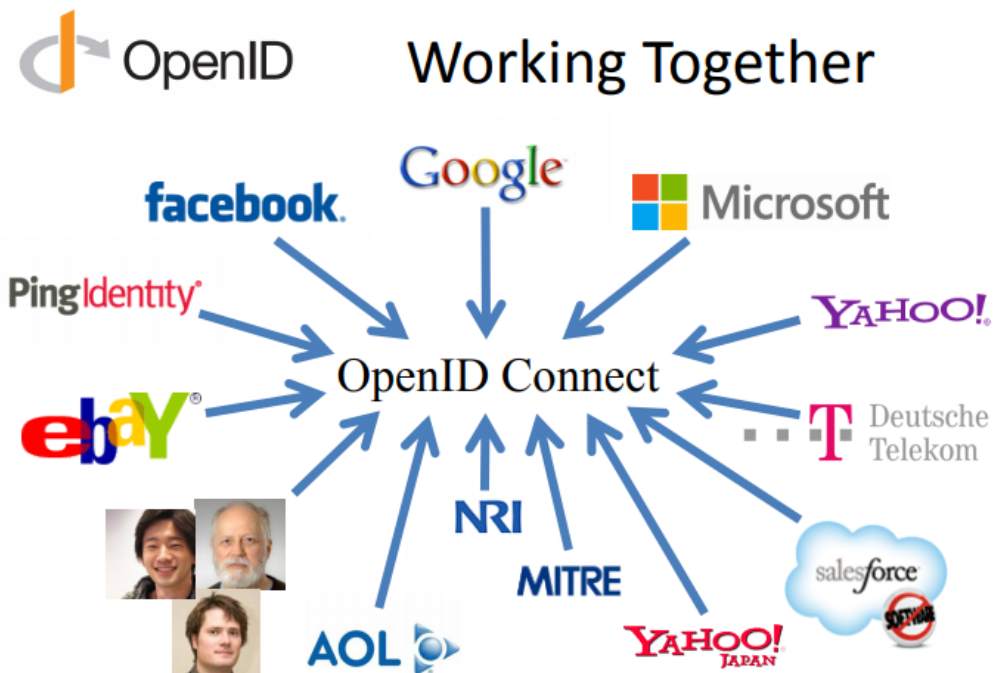 OpenID
Working Together
Google
facebook.
Microsoft
PingIdentity®
YAHOO!®
OpenID Connect
ebaY®
T
Deutsche
Telekom
NRI
salesforce
MITRE
SOFTWARE
AOL
YAHOO!
JAPAN